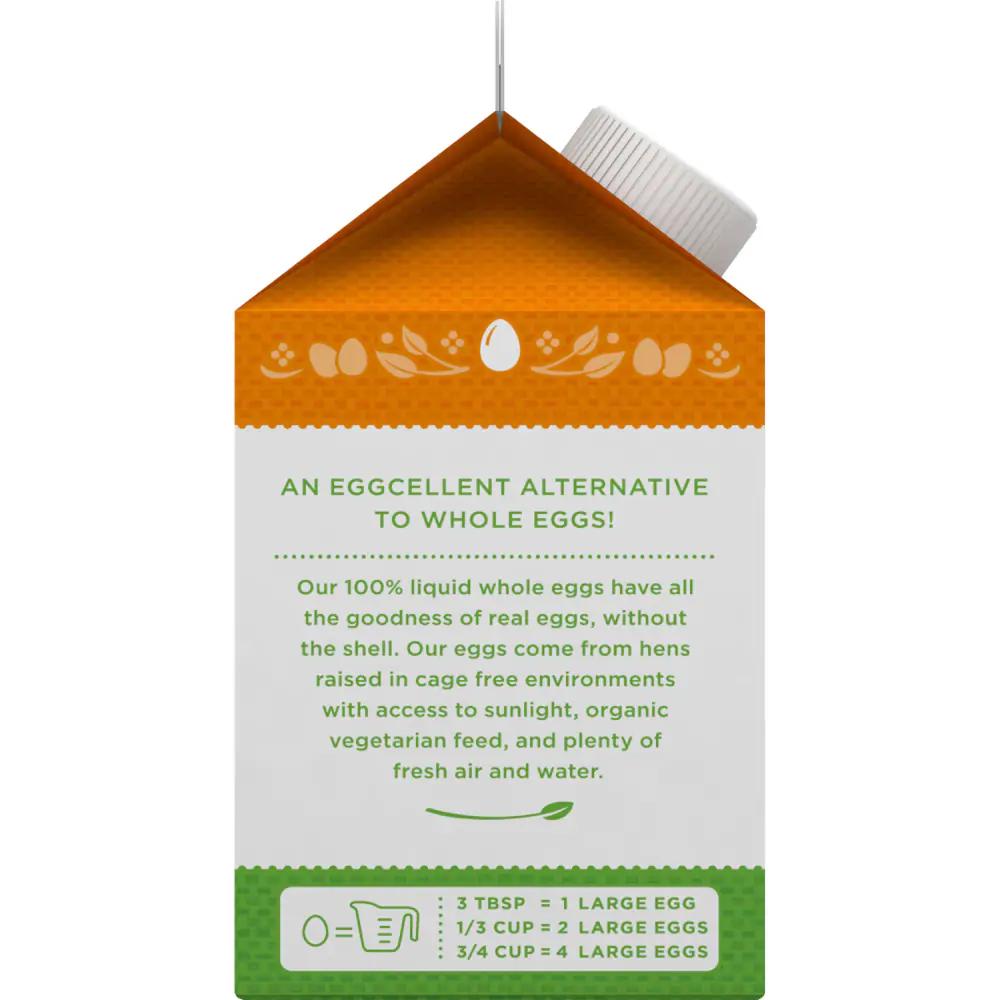 AN EGGCELLENT ALTERNATIVE
TO WHOLE EGGS!
Our 100% liquid whole eggs have all
the goodness of real eggs, without
the shell. Our eggs come from hens
raised in cage free environments
with access to sunlight, organic
vegetarian feed, and plenty of
fresh air and water.
3 TBSP = 1 LARGE EGG
1/3 CUP = 2 LARGE EGGS
3/4 CUP = 4 LARGE EGGS